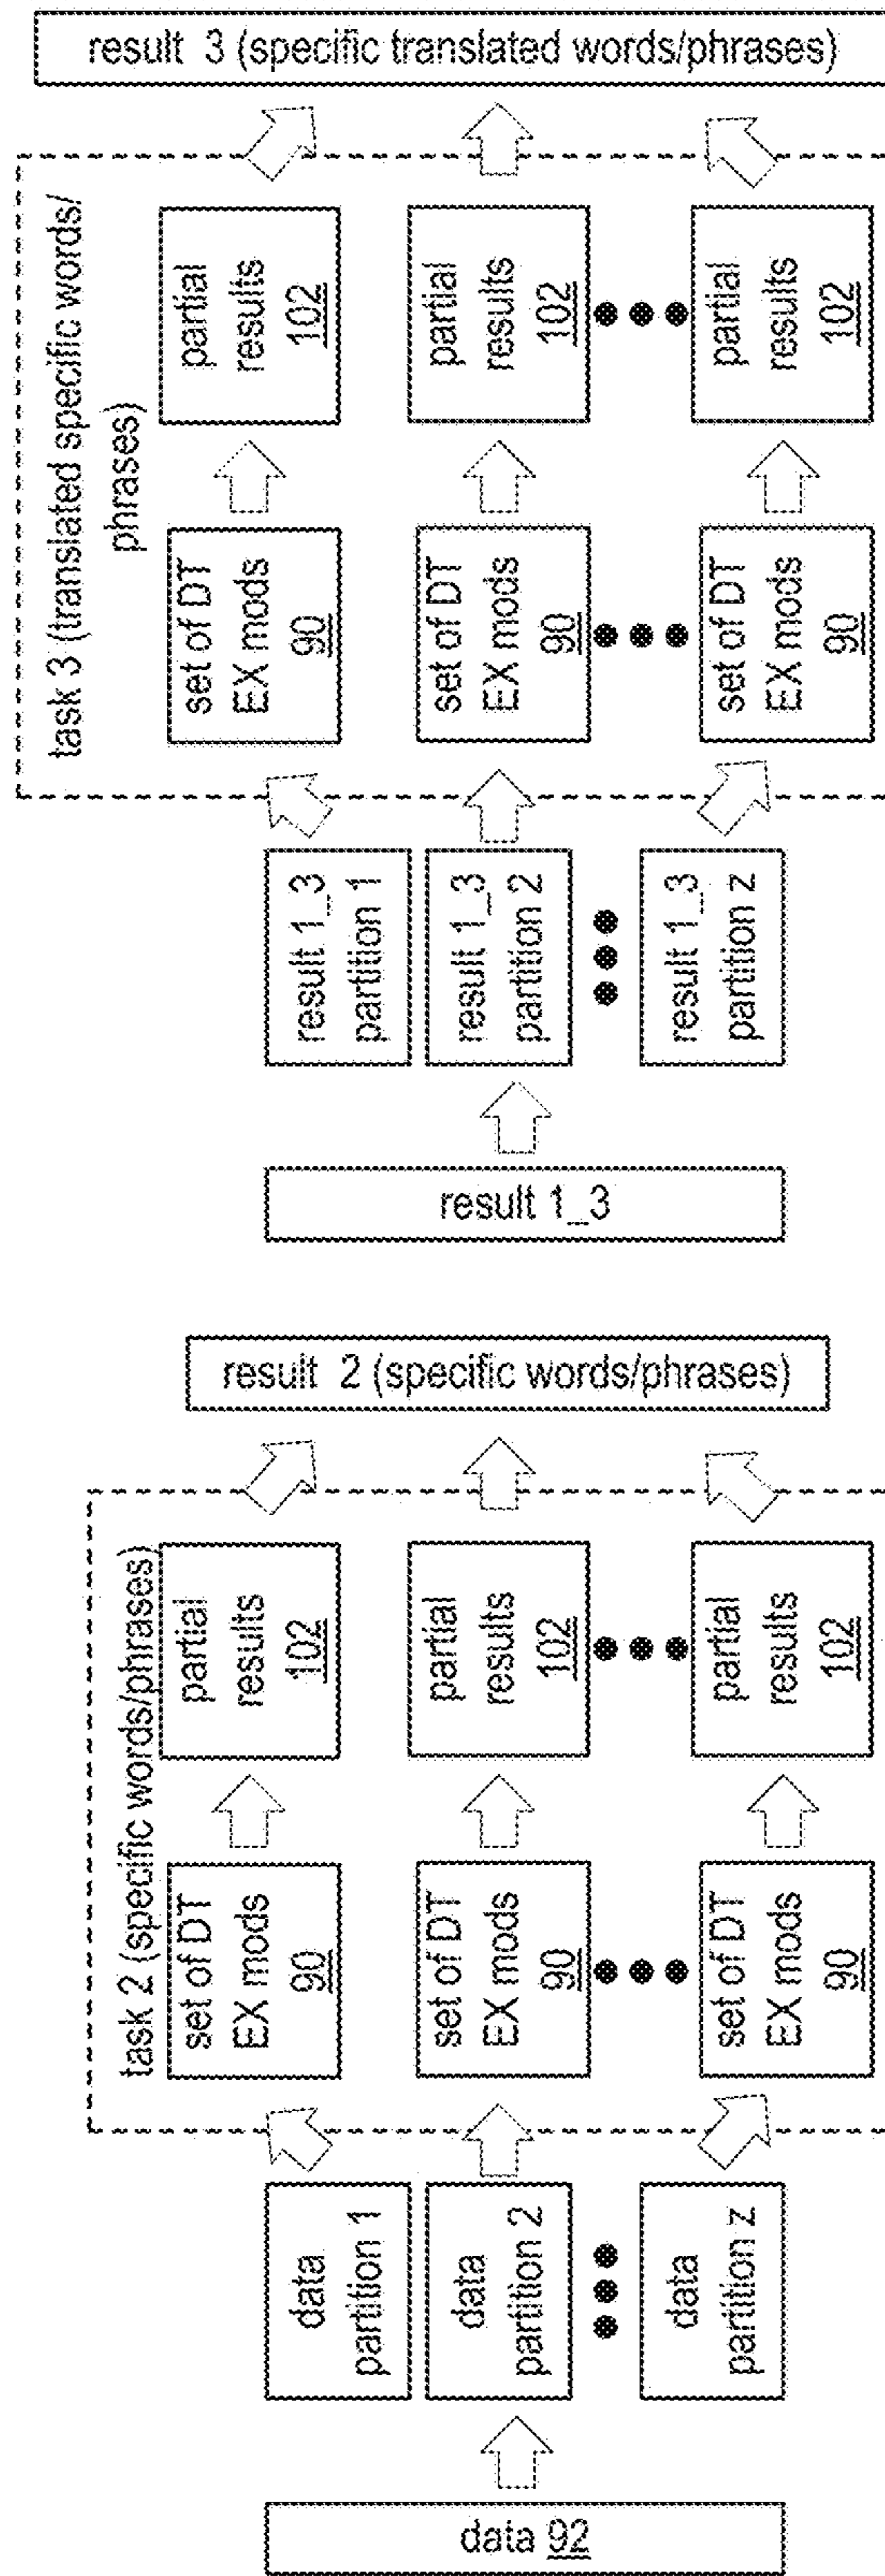 data 92
data
partition 1
data
partition 2
data
partition z
task 2 (specific words/phrases)
set of DT
EX mods
90
set of DT
EX mods
90
set of DT
EX mods
90
partial
results
102
partial
results
102
partial
results
102
result 2 (specific words/phrases)
result 1_3
result 1_3
partition 1
result 1_3
partition 2
result 1_3
partition z
task 3 (translated specific words/
phrases)
set of DT
EX mods
90
set of DT
EX mods
90
set of DT
EX mods
90
partial
results
102
partial
results
102
partial
results
102
result 3 (specific translated words/phrases)